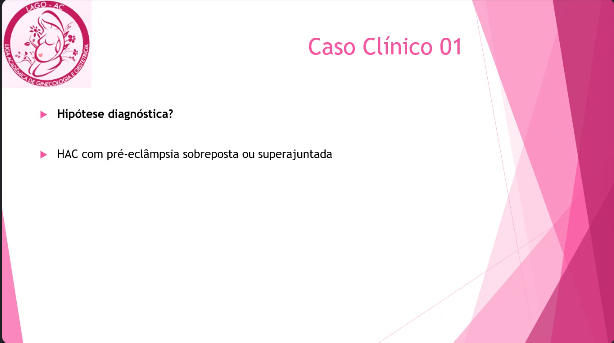 LAGO - AC
LIGA ACADÊMICA DE GINECOLOGIA E OBSTETRÍCIA
Caso Clínico 01
Hipótese diagnóstica?
HAC com pré-eclâmpsia sobreposta ou superajuntada